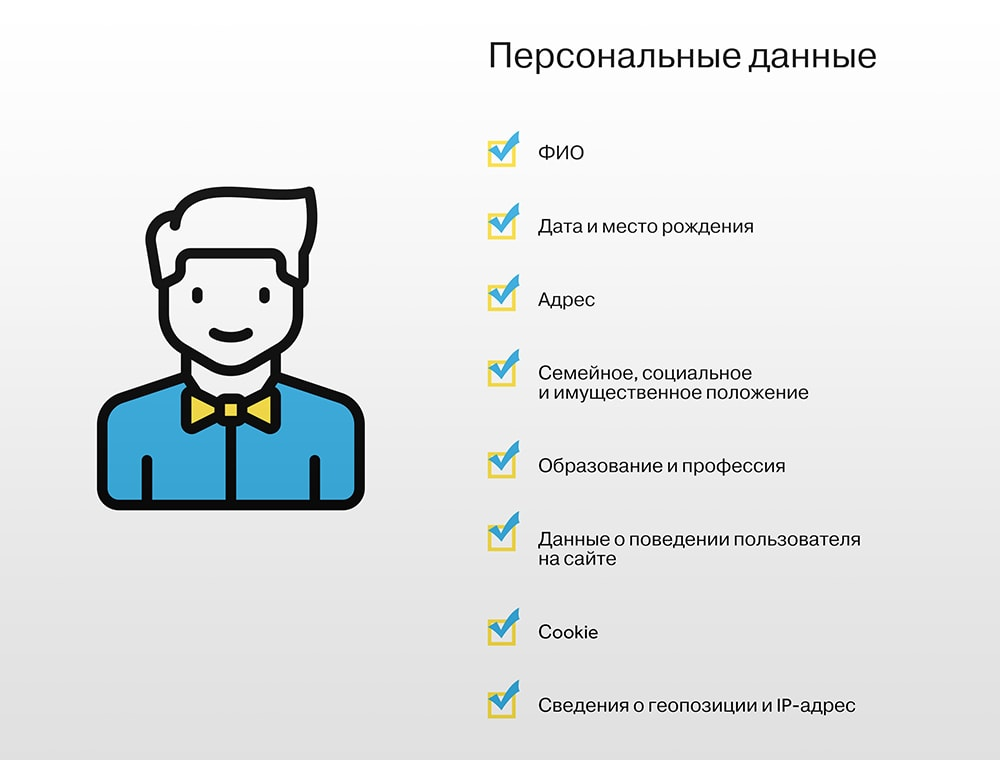 Персональные данные
ФИО
Дата и место рождения
Адрес
Семейное, социальное
и имущественное положение
Образование и профессия
Данные о поведении пользователя
на сайте
Cookie
Сведения о геопозиции и IP-адрес